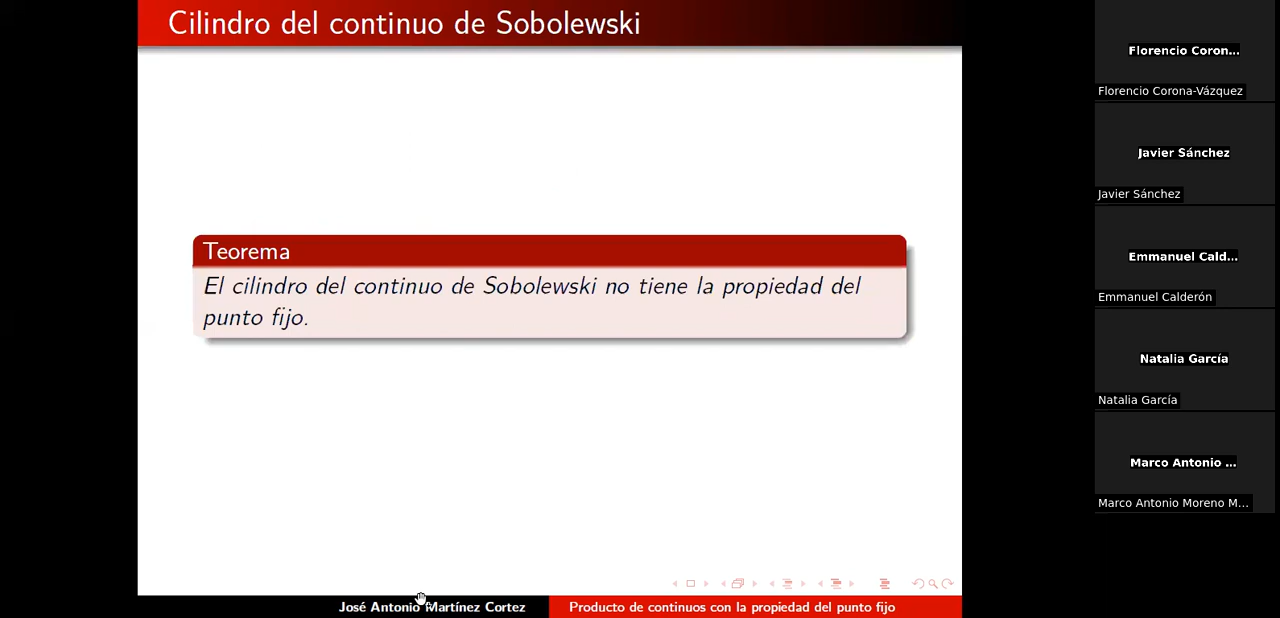 Cilindro del continuo de Sobolewski
Teorema
El cilindro del continuo de Sobolewski no tiene la propiedad del
punto fijo.
José Antonio Martínez Cortez
Producto de continuos con la propiedad del punto fijo
Florencio Coron...
Florencio Corona-Vázquez
Javier Sánchez
Javier Sánchez
Emmanuel Cald...
Emmanuel Calderón
Natalia García
Natalia García
Marco Antonio ...
Marco Antonio Moreno M...